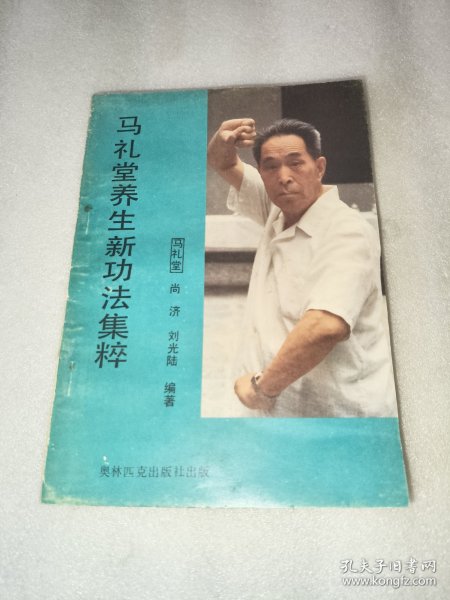 马礼堂养生新功法集粹
马礼堂 尚济 刘光陆 编著
奥林匹克出版社出版
孔夫子旧书网
www.kongfz.com